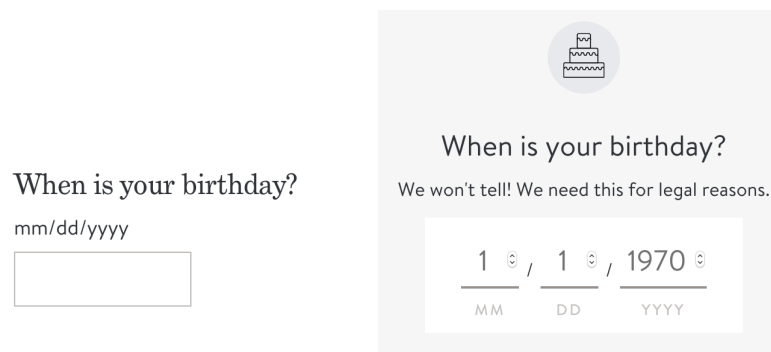 When is your birthday?
mm/dd/yyyy
When is your birthday?
We won't tell! We need this for legal reasons.
1 / 1 / 1970
MM DD YYYY